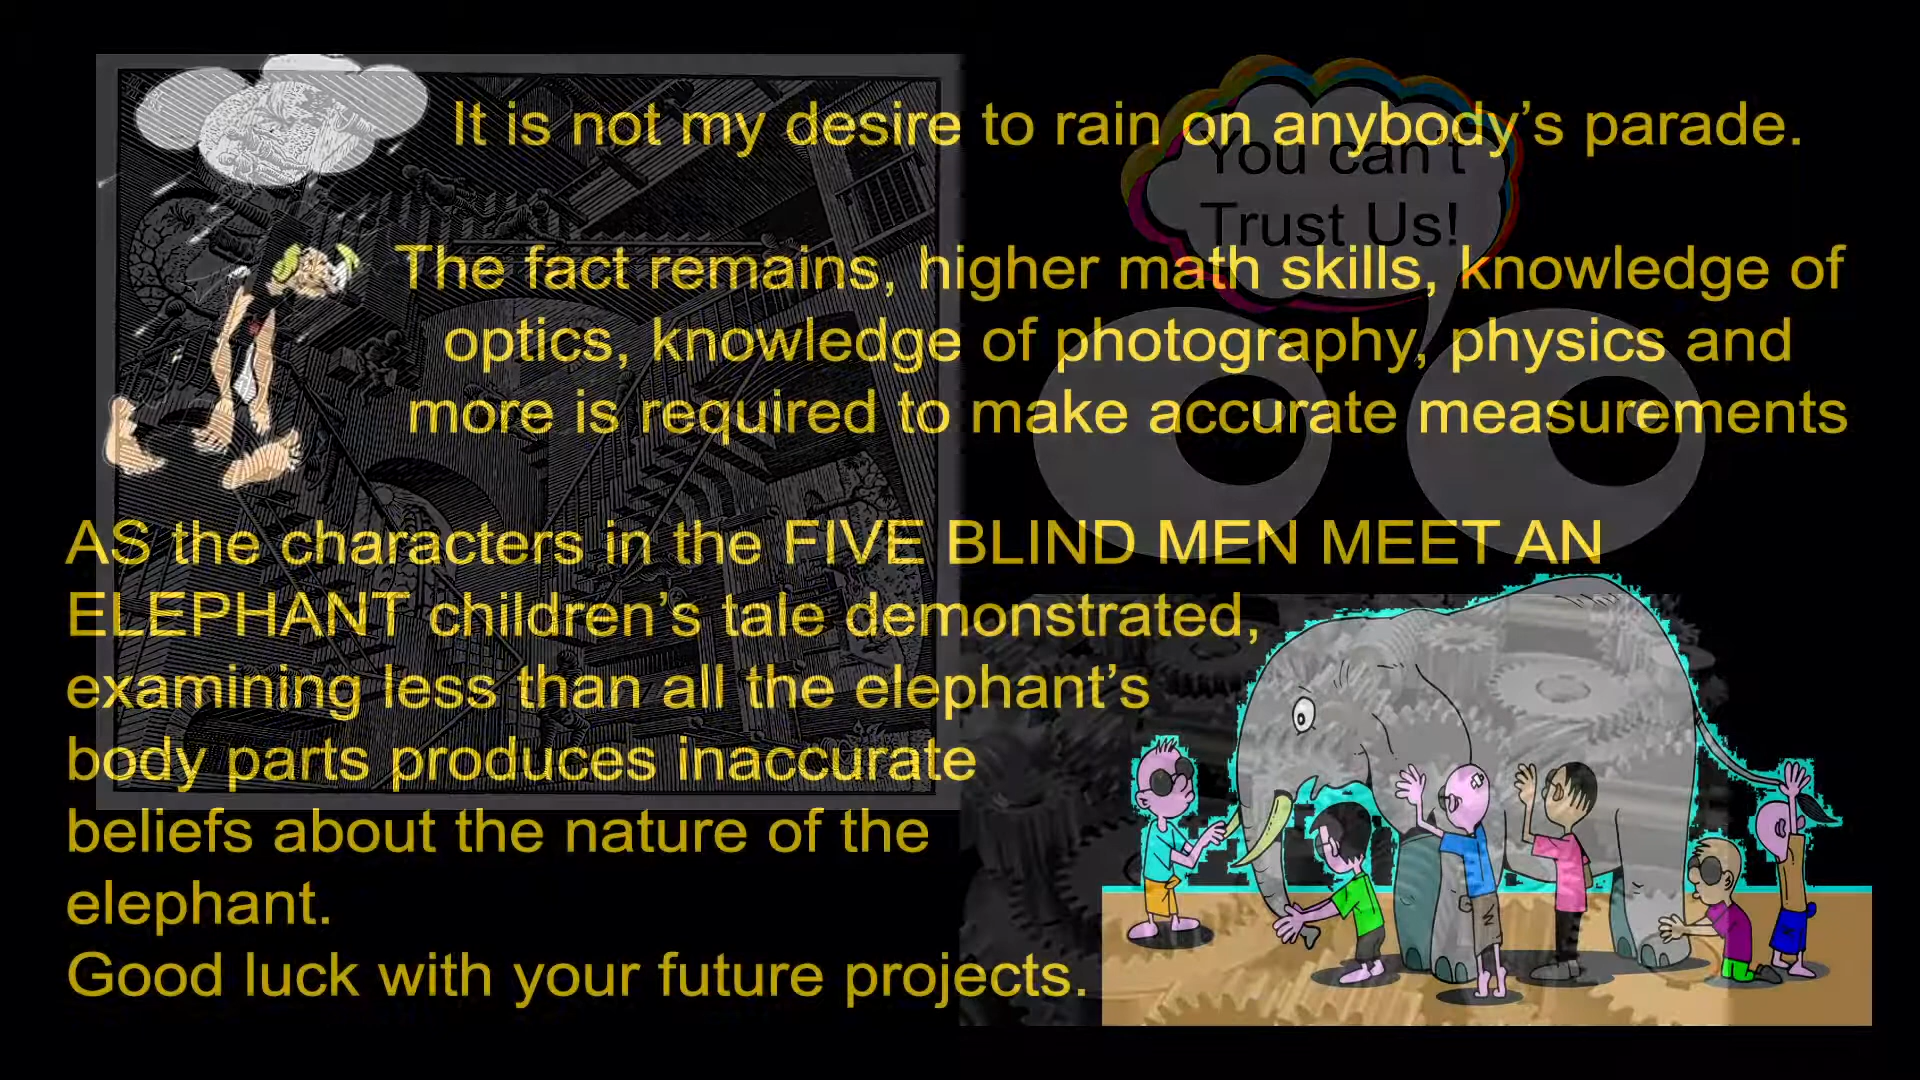 It is not my desire to rain on anybody’s parade.
You can't
Trust Us!
The fact remains, higher math skills, knowledge of
optics, knowledge of photography, physics and
more is required to make accurate measurements
AS the characters in the FIVE BLIND MEN MEET AN
ELEPHANT children’s tale demonstrated,
examining less than all the elephant’s
body parts produces inaccurate
beliefs about the nature of the
elephant.
Good luck with your future projects.